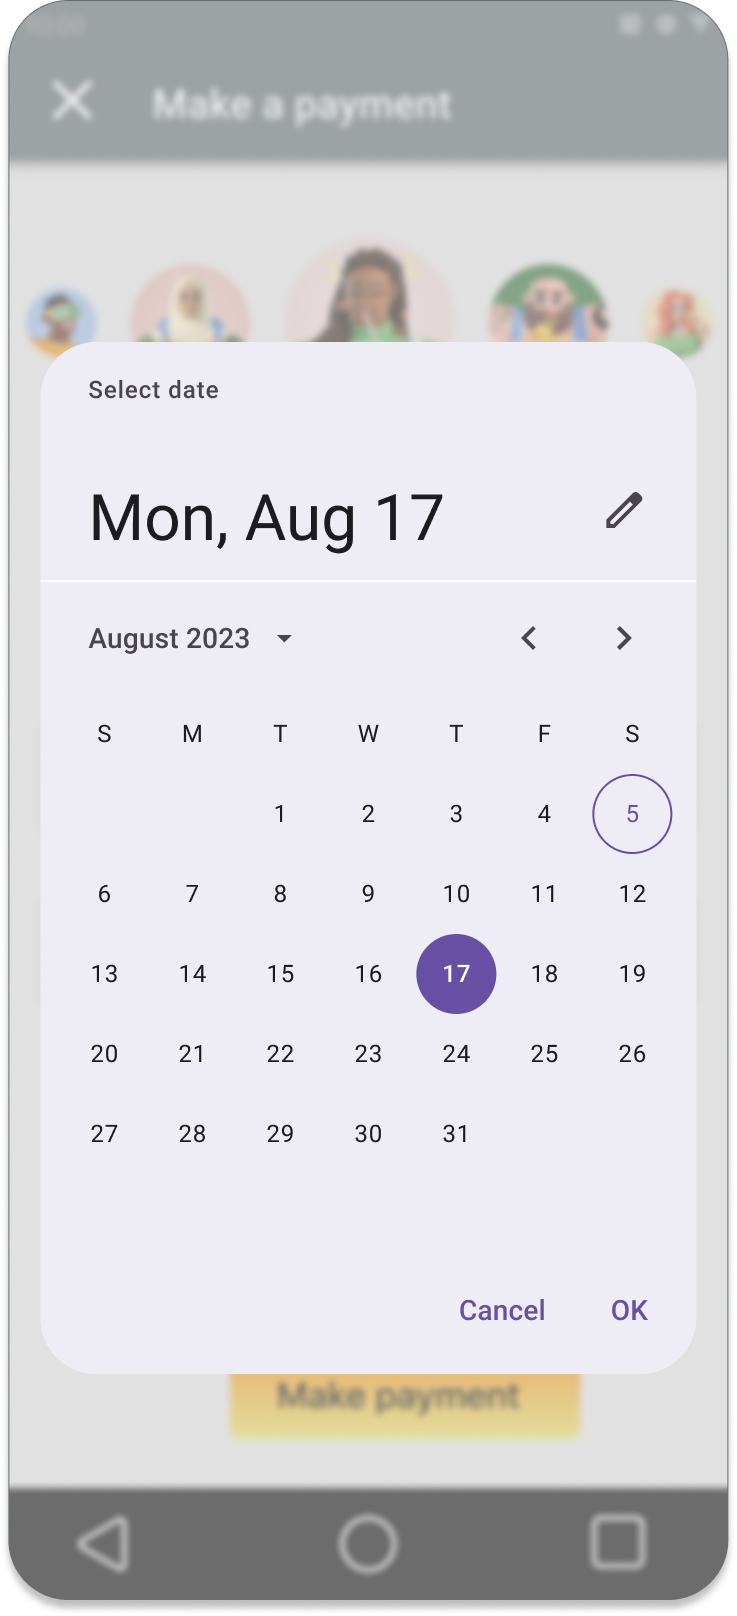 10:00
Make a payment
Select date
Mon, Aug 17
August 2023
S M T W T F S
1 2 3 4 5
6 7 8 9 10 11 12
13 14 15 16 17 18 19
20 21 22 23 24 25 26
27 28 29 30 31
Cancel OK
Make payment